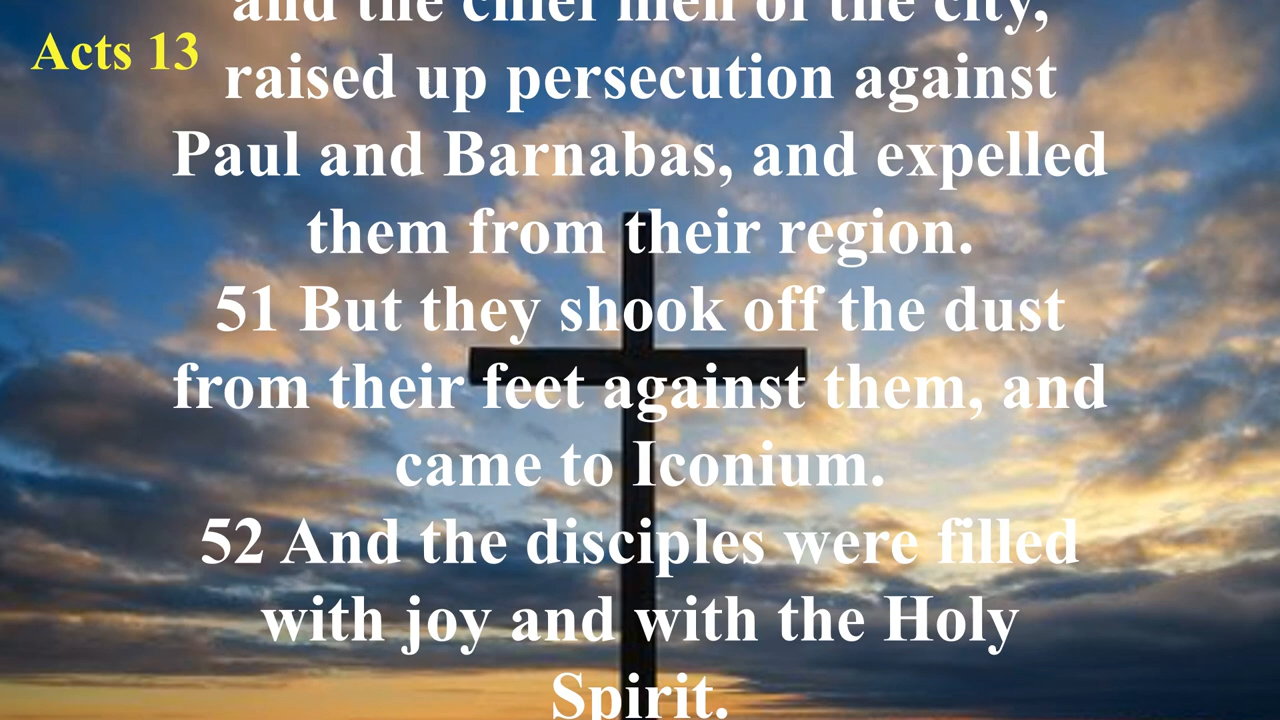 and the chief men of the city,
Acts 13
raised up persecution against
Paul and Barnabas, and expelled
them from their region.
51 But they shook off the dust
from their feet against them, and
came to Iconium.
52 And the disciples were filled
with joy and with the Holy
Spirit.